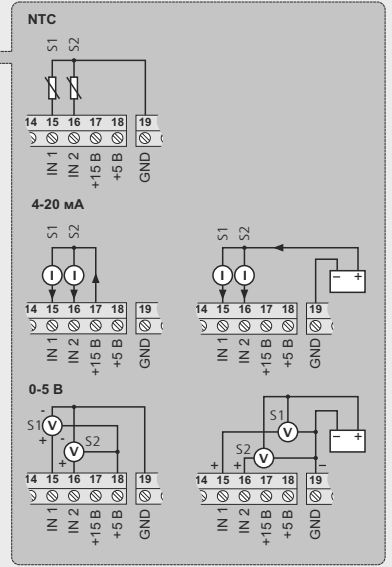 NTC
S1 S2
14 15 16 17 18 19
IN 1 IN 2 +15 В +5 В GND
4-20 мА
S1 S2
I I
14 15 16 17 18 19
IN 1 IN 2 +15 В +5 В GND
S1 S2
I I
- +
14 15 16 17 18 19
IN 1 IN 2 +15 В +5 В GND
0-5 В
-
S1 V
+ - S2
V
+
14 15 16 17 18 19
IN 1 IN 2 +15 В +5 В GND
S1
V
- +
S2
V
+ + -
14 15 16 17 18 19
IN 1 IN 2 +15 В +5 В GND